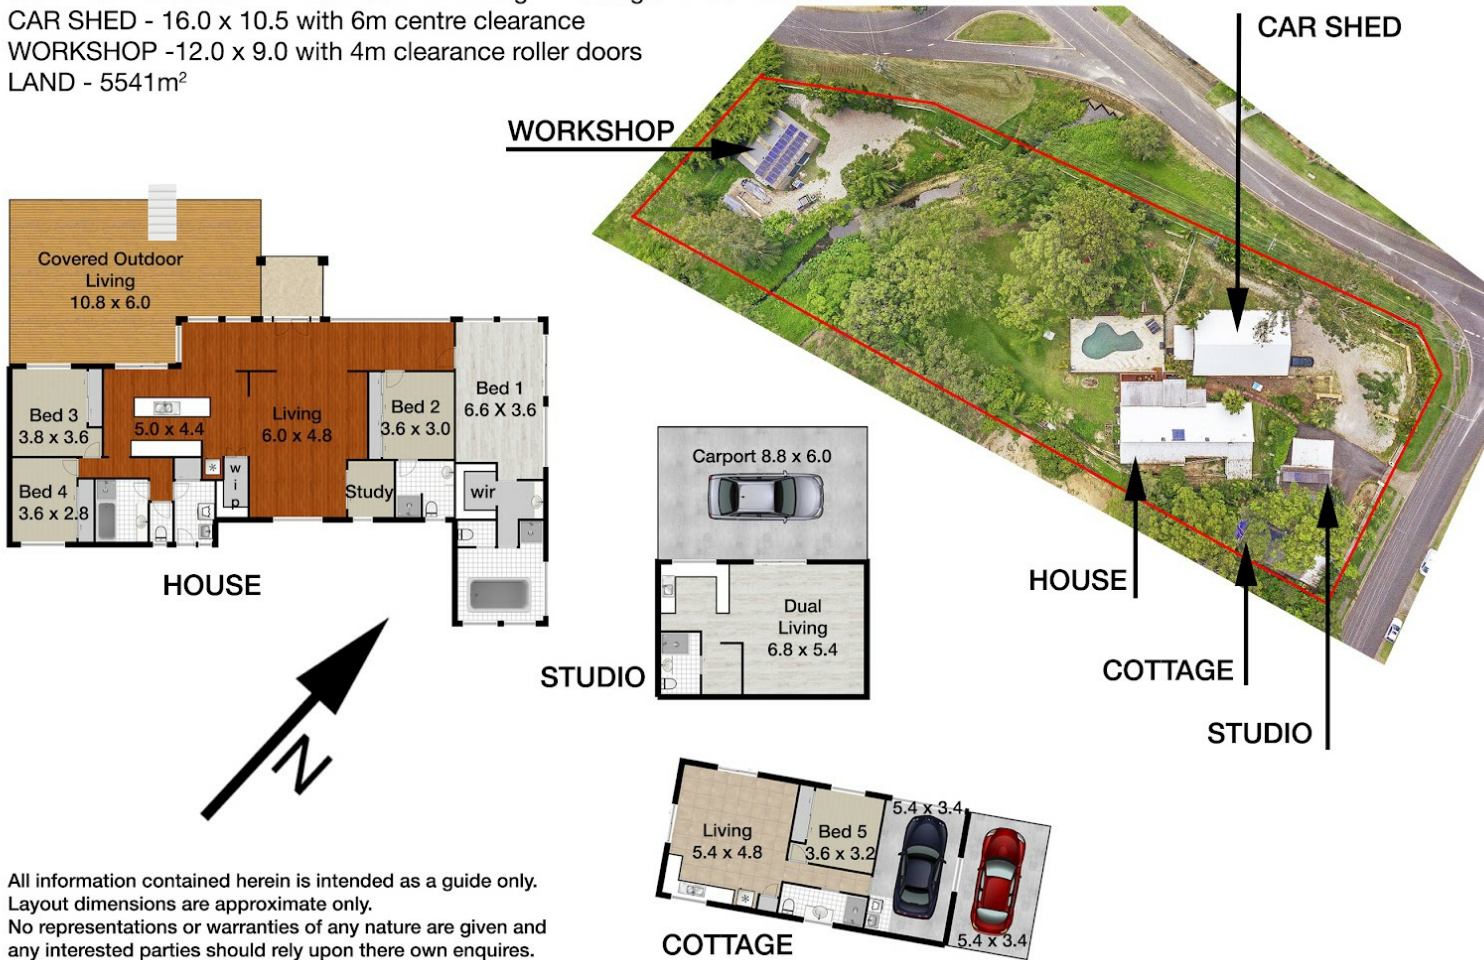 CAR SHED - 16.0 x 10.5 with 6m centre clearance
WORKSHOP -12.0 x 9.0 with 4m clearance roller doors
LAND - 5541m²
CAR SHED
WORKSHOP
Covered Outdoor
Living
10.8 x 6.0
Bed 3
3.8 x 3.6
5.0 x 4.4
Living
6.0 x 4.8
Bed 2
3.6 x 3.0
Bed 1
6.6 X 3.6
Bed 4
3.6 x 2.8
wip
Study
wir
HOUSE
Carport 8.8 x 6.0
Dual
Living
6.8 x 5.4
STUDIO
HOUSE
COTTAGE
STUDIO
N
Living
5.4 x 4.8
Bed 5
3.6 x 3.2
5.4 x 3.4
5.4 x 3.4
COTTAGE
All information contained herein is intended as a guide only.
Layout dimensions are approximate only.
No representations or warranties of any nature are given and
any interested parties should rely upon there own enquires.